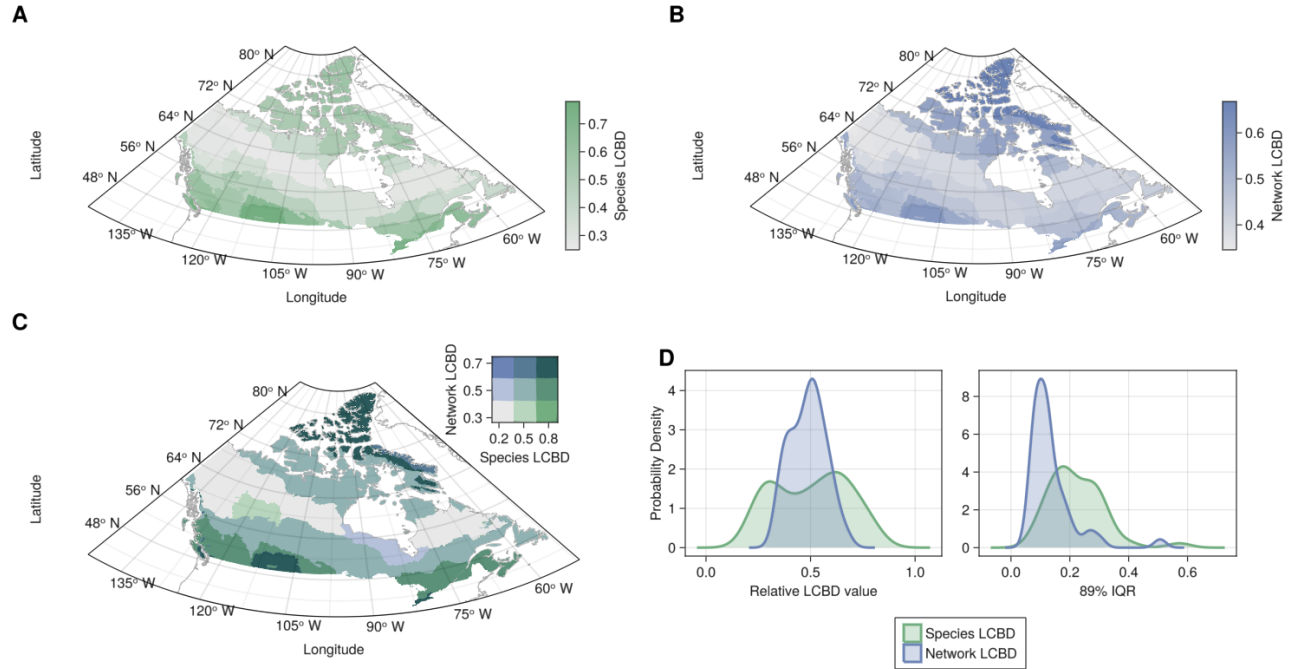 A
80° N
72° N
64° N
56° N
48° N
Latitude
135° W
120° W
105° W
90° W
75° W
60° W
Longitude
0.7
0.6
0.5
0.4
0.3
Species LCBD
B
80° N
72° N
64° N
56° N
48° N
Latitude
135° W
120° W
105° W
90° W
75° W
60° W
Longitude
0.6
0.5
0.4
Network LCBD
C
80° N
72° N
64° N
56° N
48° N
Latitude
135° W
120° W
105° W
90° W
75° W
60° W
Longitude
Network LCBD
0.7
0.5
0.3
0.2 0.5 0.8
Species LCBD
D
Probability Density
4
3
2
1
0
0.0 0.5 1.0
Relative LCBD value
8
6
4
2
0
0.0 0.2 0.4 0.6
89% IQR
Species LCBD
Network LCBD